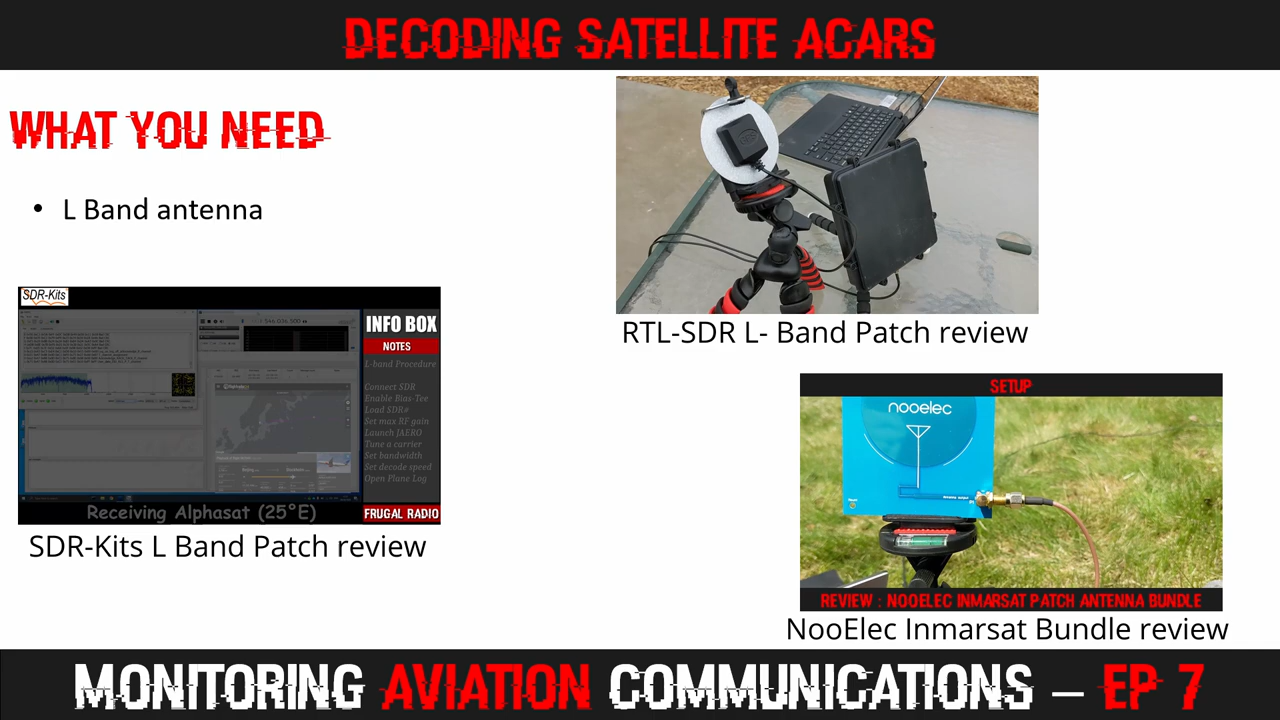 DECODING SATELLITE ACARS
WHAT YOU NEED
• L Band antenna
RTL-SDR L- Band Patch review
SDR-Kits
INFO BOX
NOTES
L-band Procedure
Connect SDR
Enable Bias-Tee
Load SDR#
Set max RF gain
Launch JAERO
Tune a carrier
Set bandwidth
Set decode speed
Open Plane Log
Receiving Alphasat (25°E)
FRUGAL RADIO
SDR-Kits L Band Patch review
SETUP
nooelec
REVIEW : NOOELEC INMARSAT PATCH ANTENNA BUNDLE
NooElec Inmarsat Bundle review
MONITORING AVIATION COMMUNICATIONS – EP 7